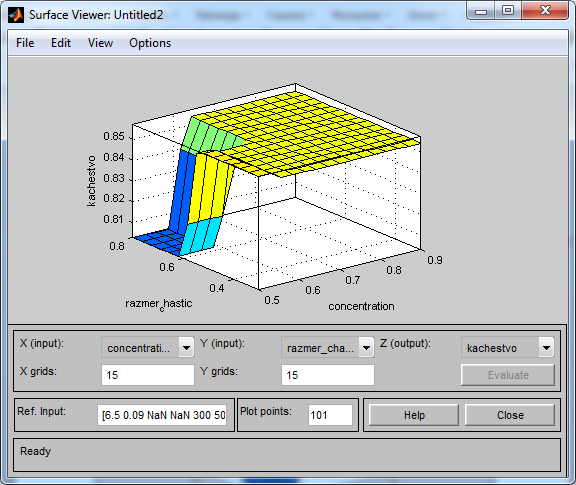 Surface Viewer: Untitled2
File Edit View Options
0.85
0.84
0.83
0.82
0.81
kachestvo
0.8
0.6
0.4
0.5
0.6
0.7
0.8
0.9
razmer_chastic
concentration
X (input): concentrati... Y (input): razmer_cha... Z (output): kachestvo
X grids: 15 Y grids: 15 Evaluate
Ref. Input: [6.5 0.09 NaN NaN 300 50 Plot points: 101 Help Close
Ready